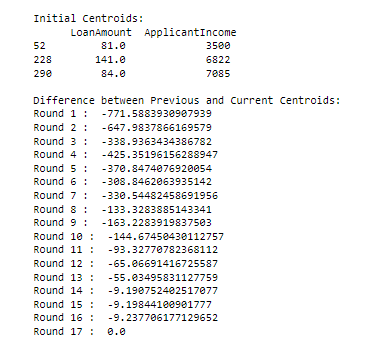 Initial Centroids:
LoanAmount ApplicantIncome
52 81.0 3500
228 141.0 6822
290 84.0 7085
Difference between Previous and Current Centroids:
Round 1 : -771.5883930907939
Round 2 : -647.9837866169579
Round 3 : -338.9363434386782
Round 4 : -425.35196156288947
Round 5 : -370.8474076920054
Round 6 : -308.8462063935142
Round 7 : -330.54482458691956
Round 8 : -133.3283885143341
Round 9 : -163.2283919837503
Round 10 : -144.67450430112757
Round 11 : -93.32770782368112
Round 12 : -65.06691416725587
Round 13 : -55.03495831127759
Round 14 : -9.190752402517077
Round 15 : -9.19844100901777
Round 16 : -9.237706177129652
Round 17 : 0.0